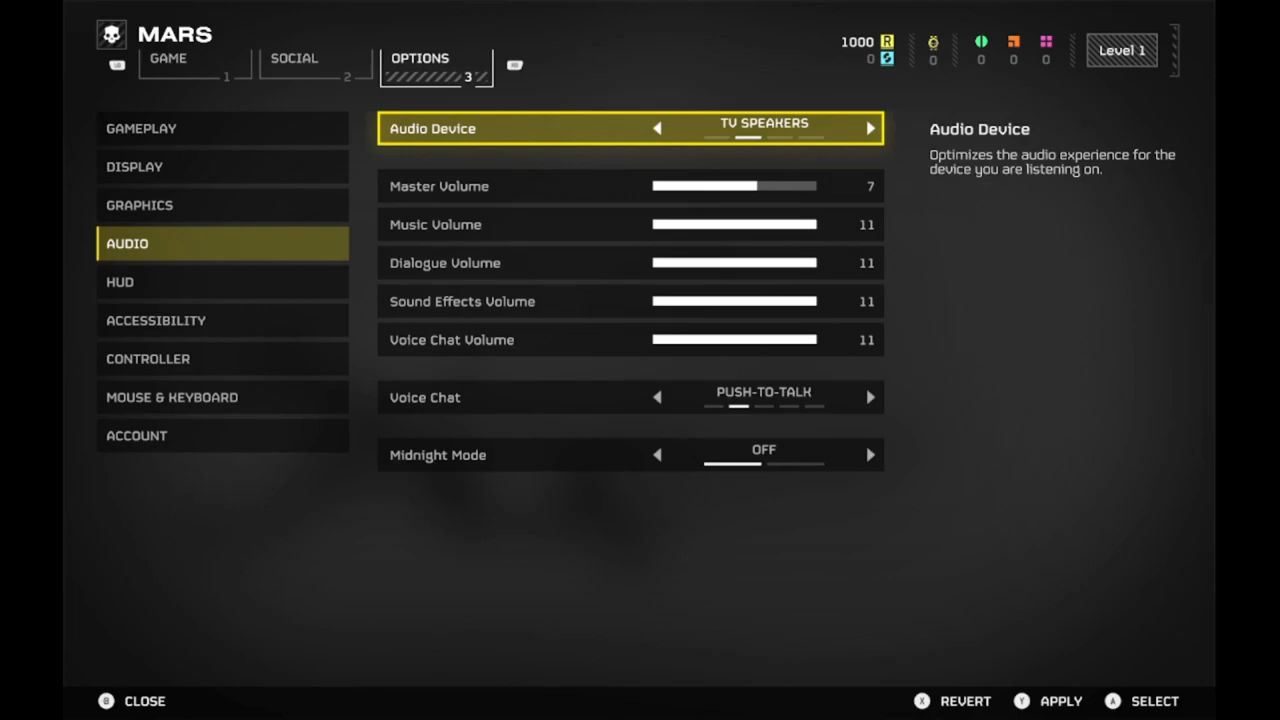 MARS
GAME
1
SOCIAL
2
OPTIONS
3
1000 R
0 S
0
0
0
0
Level 1
GAMEPLAY
DISPLAY
GRAPHICS
AUDIO
HUD
ACCESSIBILITY
CONTROLLER
MOUSE & KEYBOARD
ACCOUNT
Audio Device
TV SPEAKERS
Master Volume 7
Music Volume 11
Dialogue Volume 11
Sound Effects Volume 11
Voice Chat Volume 11
Voice Chat
PUSH-TO-TALK
Midnight Mode
OFF
Audio Device
Optimizes the audio experience for the
device you are listening on.
B CLOSE
X REVERT
Y APPLY
A SELECT